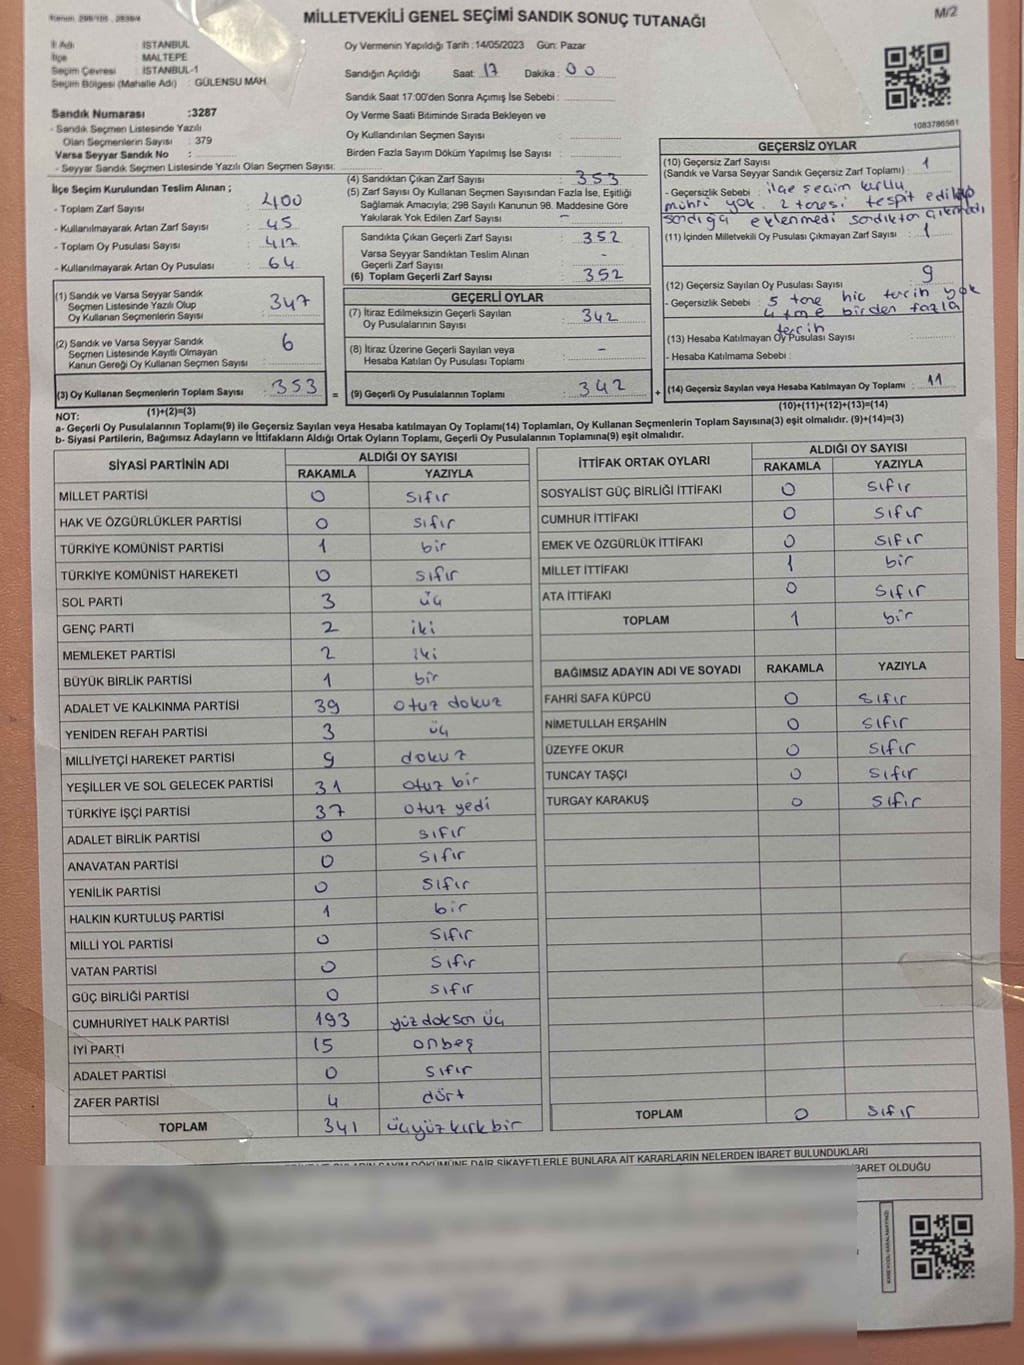 Kanun: 298/105 , 2839/4
MİLLETVEKİLİ GENEL SEÇİMİ SANDIK SONUÇ TUTANAĞI
M/2
İl Adı : İSTANBUL
İlçe : MALTEPE
Seçim Çevresi : İSTANBUL-1
Seçim Bölgesi (Mahalle Adı) : GÜLENSU MAH.
Sandık Numarası :3287
- Sandık Seçmen Listesinde Yazılı
Olan Seçmenlerin Sayısı : 379
Varsa Seyyar Sandık No :
- Seyyar Sandık Seçmen Listesinde Yazılı Olan Seçmen Sayısı:
Oy Vermenin Yapıldığı Tarih :14/05/2023 Gün: Pazar
Sandığın Açıldığı Saat: 17 Dakika : 00
Sandık Saat 17:00'den Sonra Açımış İse Sebebi :
Oy Verme Saati Bitiminde Sırada Bekleyen ve
Oy Kullandırılan Seçmen Sayısı :
Birden Fazla Sayım Döküm Yapılmış İse Sayısı :
1083786561
İlçe Seçim Kurulundan Teslim Alınan ;
- Toplam Zarf Sayısı : 400
- Kullanılmayarak Artan Zarf Sayısı : 45
- Toplam Oy Pusulası Sayısı : 417
- Kullanılmayarak Artan Oy Pusulası : 64
(1) Sandık ve Varsa Seyyar Sandık
Seçmen Listesinde Yazılı Olup
Oy Kullanan Seçmenlerin Sayısı : 347
(2) Sandık ve Varsa Seyyar Sandık
Seçmen Listesinde Kayıtlı Olmayan
Kanun Gereği Oy Kullanan Seçmen Sayısı : 6
(3) Oy Kullanan Seçmenlerin Toplam Sayısı : 353
(1)+(2)=(3)
(4) Sandıktan Çıkan Zarf Sayısı : 353
(5) Zarf Sayısı Oy Kullanan Seçmen Sayısından Fazla İse, Eşitliği
Sağlamak Amacıyla; 298 Sayılı Kanunun 98. Maddesine Göre
Yakılarak Yok Edilen Zarf Sayısı : -
Sandıkta Çıkan Geçerli Zarf Sayısı : 352
Varsa Seyyar Sandıktan Teslim Alınan
Geçerli Zarf Sayısı : -
(6) Toplam Geçerli Zarf Sayısı : 352
GEÇERLİ OYLAR
(7) İtiraz Edilmeksizin Geçerli Sayılan
Oy Pusulalarının Sayısı : 342
(8) İtiraz Üzerine Geçerli Sayılan veya
Hesaba Katılan Oy Pusulası Toplamı : -
= (9) Geçerli Oy Pusulalarının Toplamı : 342 +
GEÇERSİZ OYLAR
(10) Geçersiz Zarf Sayısı
(Sandık ve Varsa Seyyar Sandık Geçersiz Zarf Toplamı) : 1
- Geçersizlik Sebebi : ilçe seçim kurulu
mührü yok. 2 tanesi tespit edilip
sandığa eklenmedi sandıktan çıkmadı
(11) İçinden Milletvekili Oy Pusulası Çıkmayan Zarf Sayısı : 1
(12) Geçersiz Sayılan Oy Pusulası Sayısı : 9
- Geçersizlik Sebebi : 5 tane hiç tercih yok
4 tane birden fazla
tercih
(13) Hesaba Katılmayan Oy Pusulası Sayısı :
- Hesaba Katılmama Sebebi :
(14) Geçersiz Sayılan veya Hesaba Katılmayan Oy Toplamı : 11
(10)+(11)+(12)+(13)=(14)
NOT:
a- Geçerli Oy Pusulalarının Toplamı(9) ile Geçersiz Sayılan veya Hesaba katılmayan Oy Toplamı(14) Toplamları, Oy Kullanan Seçmenlerin Toplam Sayısına(3) eşit olmalıdır. (9)+(14)=(3)
b- Siyasi Partilerin, Bağımsız Adayların ve İttifakların Aldığı Ortak Oyların Toplamı, Geçerli Oy Pusulalarının Toplamına(9) eşit olmalıdır.
SİYASİ PARTİNİN ADI ALDIĞI OY SAYISI
RAKAMLA YAZIYLA
MİLLET PARTİSİ 0 sıfır
HAK VE ÖZGÜRLÜKLER PARTİSİ 0 sıfır
TÜRKİYE KOMÜNİST PARTİSİ 1 bir
TÜRKİYE KOMÜNİST HAREKETİ 0 sıfır
SOL PARTİ 3 üç
GENÇ PARTİ 2 iki
MEMLEKET PARTİSİ 2 iki
BÜYÜK BİRLİK PARTİSİ 1 bir
ADALET VE KALKINMA PARTİSİ 39 otuz dokuz
YENİDEN REFAH PARTİSİ 3 üç
MİLLİYETÇİ HAREKET PARTİSİ 9 dokuz
YEŞİLLER VE SOL GELECEK PARTİSİ 31 otuz bir
TÜRKİYE İŞÇİ PARTİSİ 37 otuz yedi
ADALET BİRLİK PARTİSİ 0 sıfır
ANAVATAN PARTİSİ 0 sıfır
YENİLİK PARTİSİ 0 sıfır
HALKIN KURTULUŞ PARTİSİ 1 bir
MİLLİ YOL PARTİSİ 0 sıfır
VATAN PARTİSİ 0 sıfır
GÜÇ BİRLİĞİ PARTİSİ 0 sıfır
CUMHURİYET HALK PARTİSİ 193 yüz doksan üç
İYİ PARTİ 15 onbeş
ADALET PARTİSİ 0 sıfır
ZAFER PARTİSİ 4 dört
TOPLAM 341 üçyüz kırk bir
İTTİFAK ORTAK OYLARI ALDIĞI OY SAYISI
RAKAMLA YAZIYLA
SOSYALİST GÜÇ BİRLİĞİ İTTİFAKI 0 sıfır
CUMHUR İTTİFAKI 0 sıfır
EMEK VE ÖZGÜRLÜK İTTİFAKI 0 sıfır
MİLLET İTTİFAKI 1 bir
ATA İTTİFAKI 0 sıfır
TOPLAM 1 bir
BAĞIMSIZ ADAYIN ADI VE SOYADI RAKAMLA YAZIYLA
FAHRİ SAFA KÜPCÜ 0 sıfır
NİMETULLAH ERŞAHİN 0 sıfır
ÜZEYFE OKUR 0 sıfır
TUNCAY TAŞÇI 0 sıfır
TURGAY KARAKUŞ 0 sıfır
TOPLAM 0 sıfır
DÖKÜMÜNE DAİR ŞİKAYETLERLE BUNLARA AİT KARARLARIN NELERDEN İBARET BULUNDUKLARI
İBARET OLDUĞU